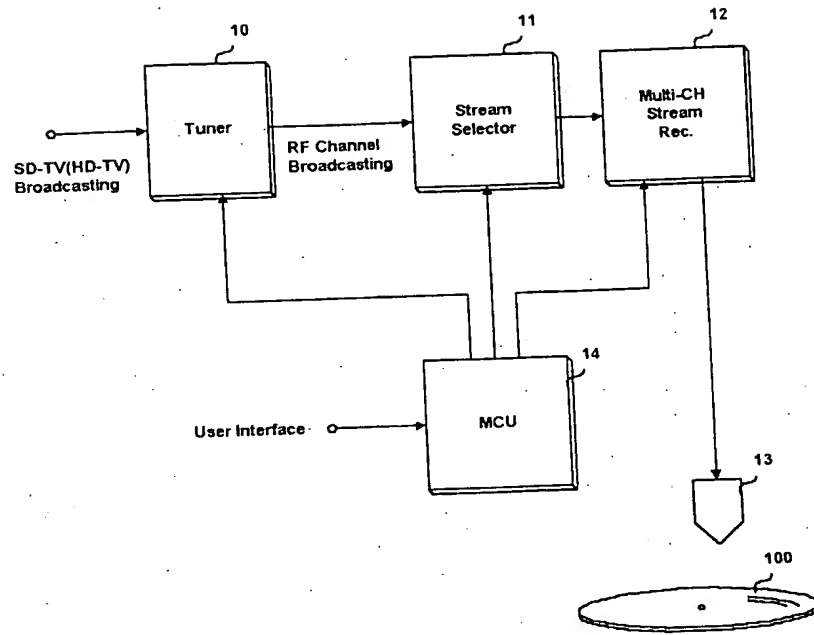 10
11
12
Tuner
Stream
Selector
Multi-CH
Stream
Rec.
SD-TV(HD-TV)
Broadcasting
RF Channel
Broadcasting
14
User Interface
MCU
13
100